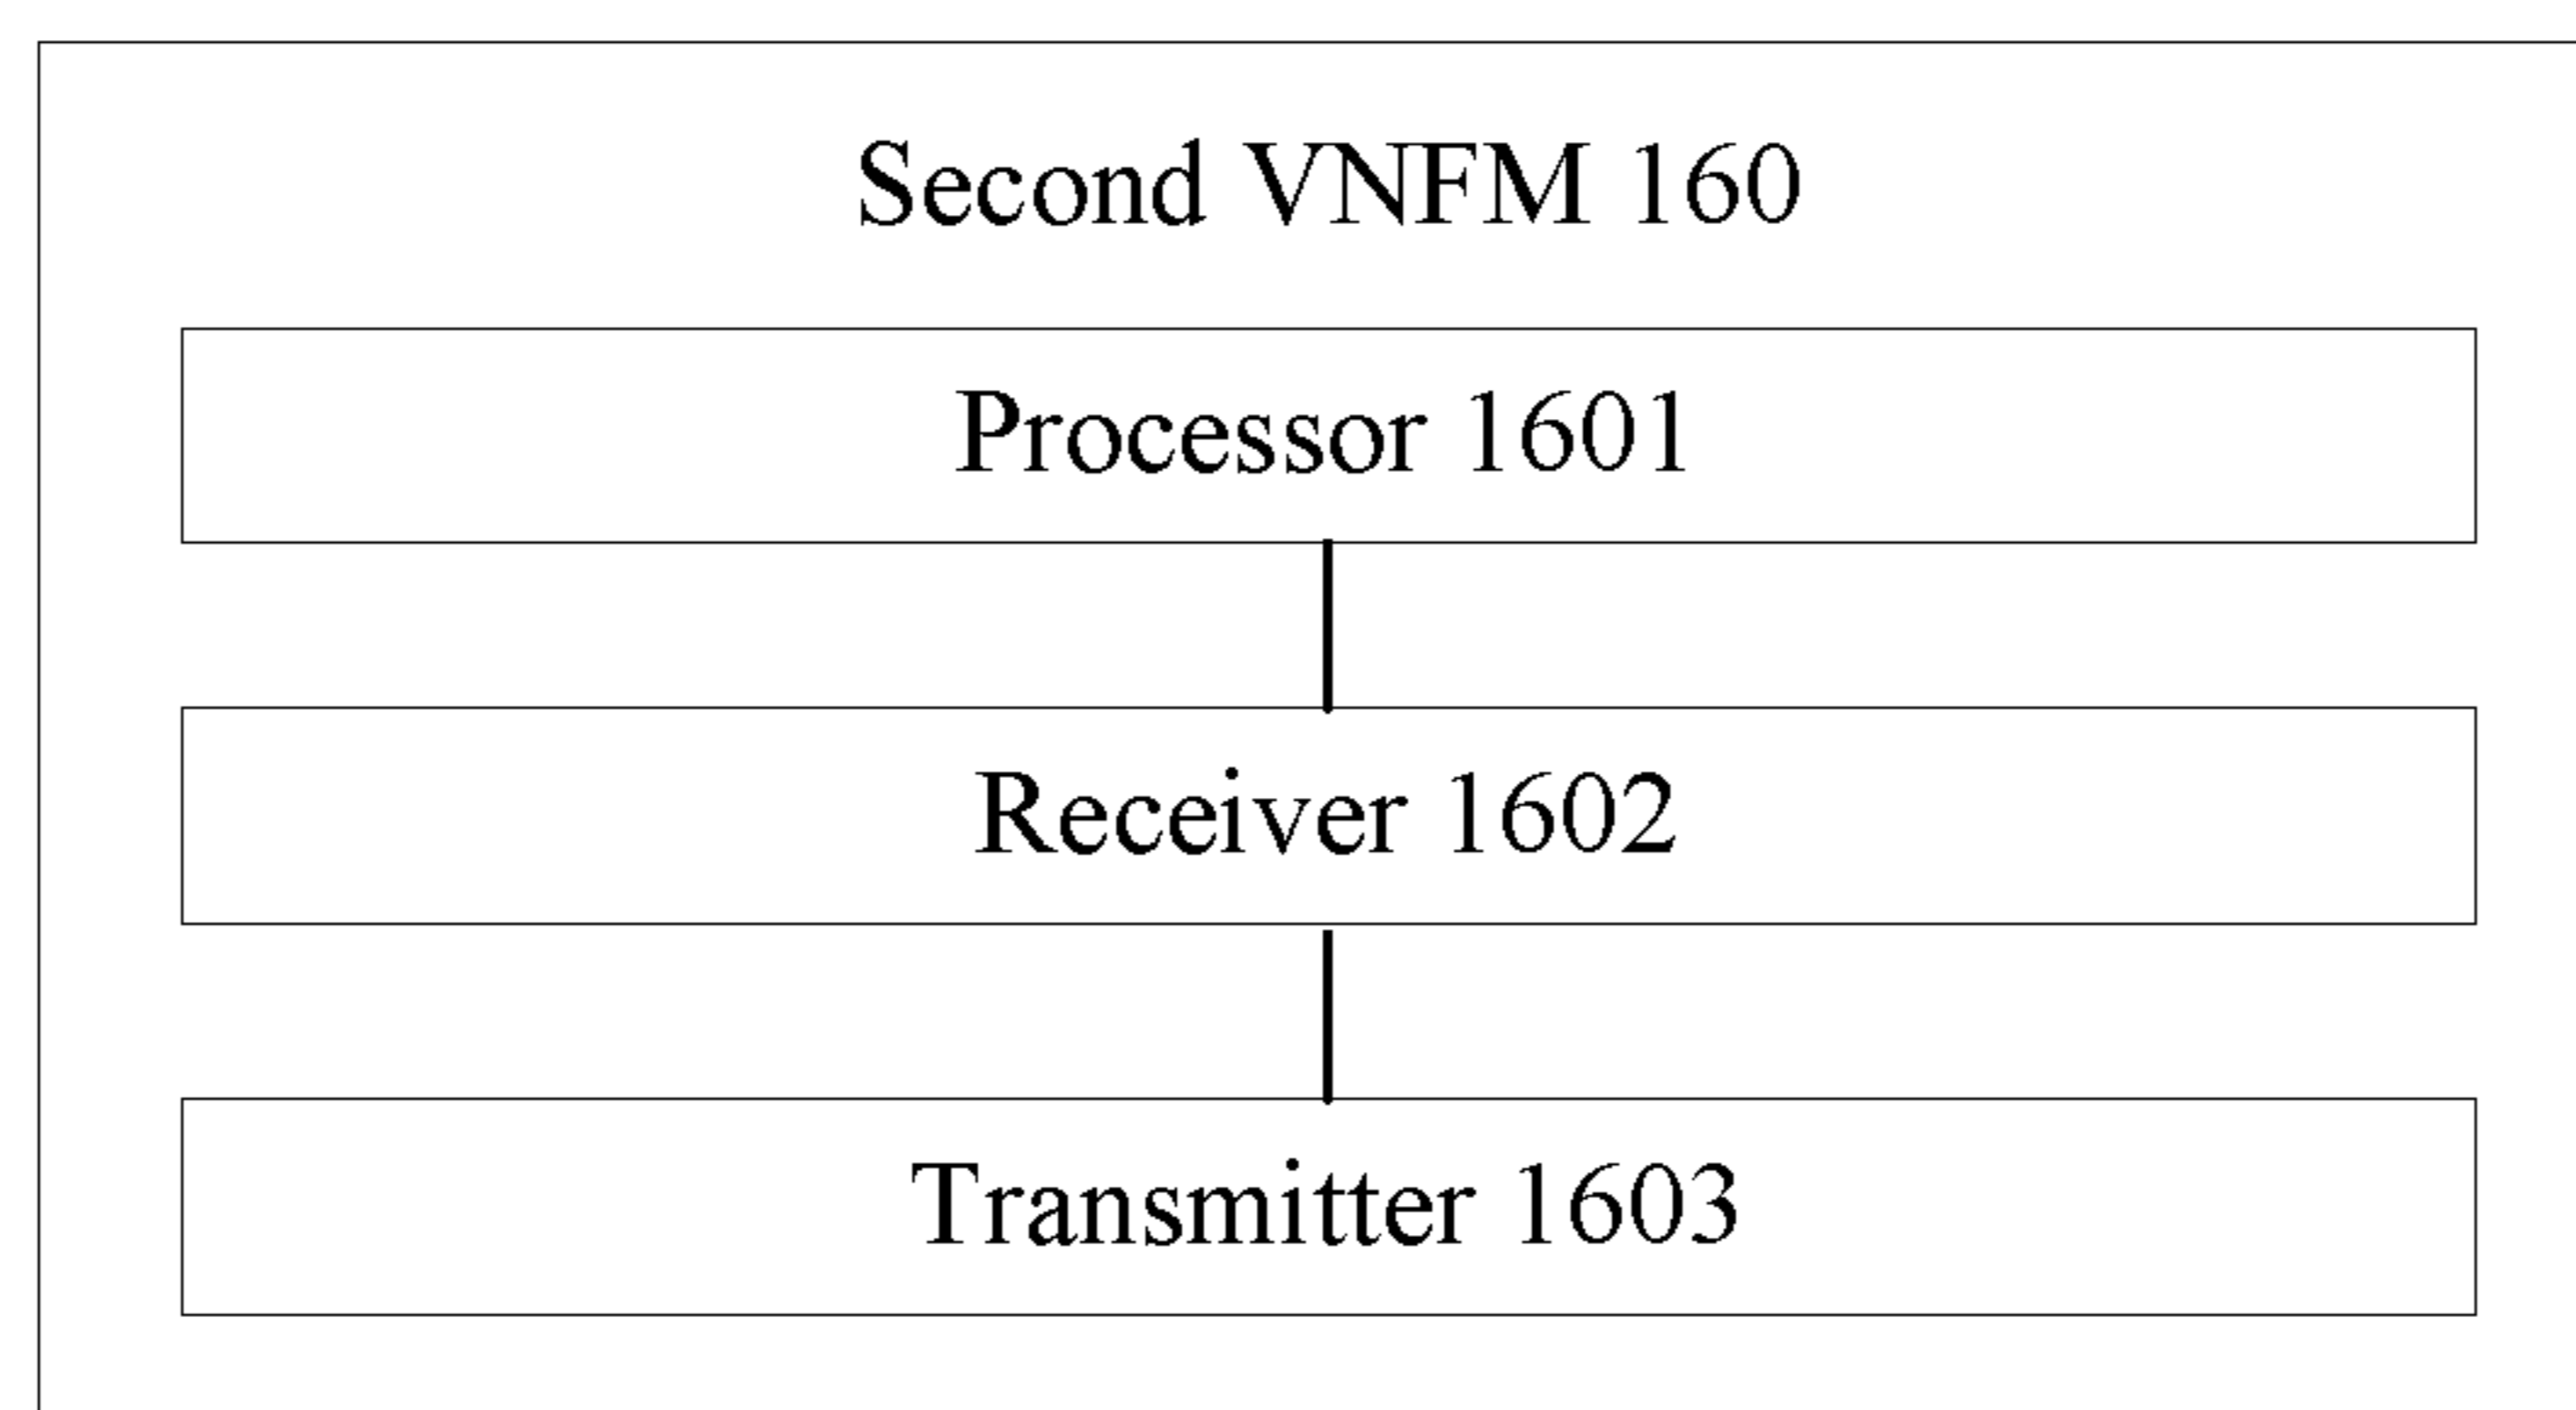 Second VNFM 160
Processor 1601
Receiver 1602
Transmitter 1603